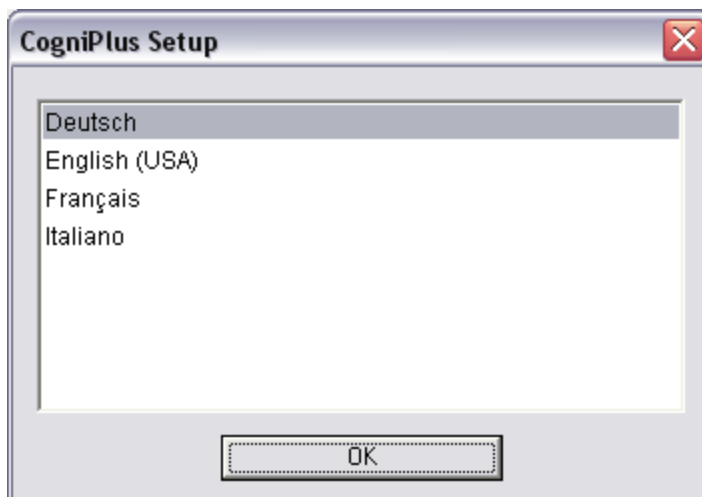 CogniPlus Setup
Deutsch
English (USA)
Français
Italiano
OK